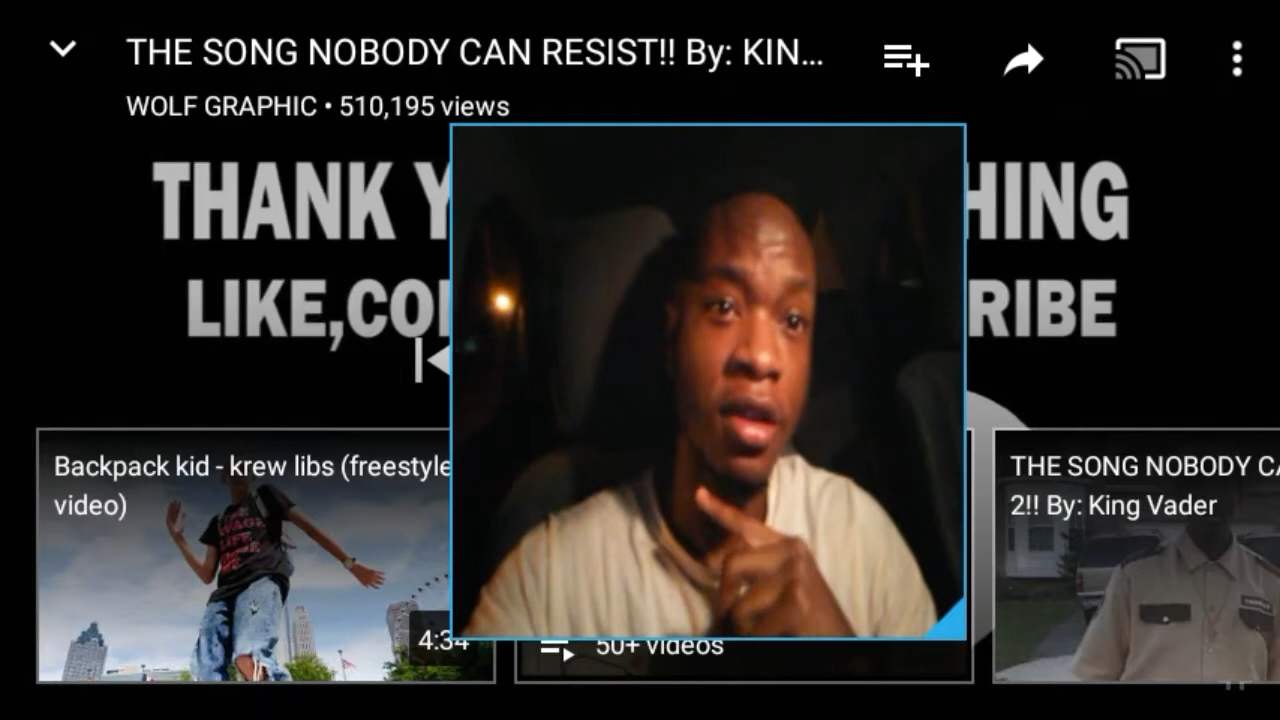 THE SONG NOBODY CAN RESIST!! By: KIN...
WOLF GRAPHIC • 510,195 views
THANK Y HING
LIKE,CO RIBE
Backpack kid - krew libs (freestyle
video)
4:34
50+ videos
THE SONG NOBODY CA
2!! By: King Vader